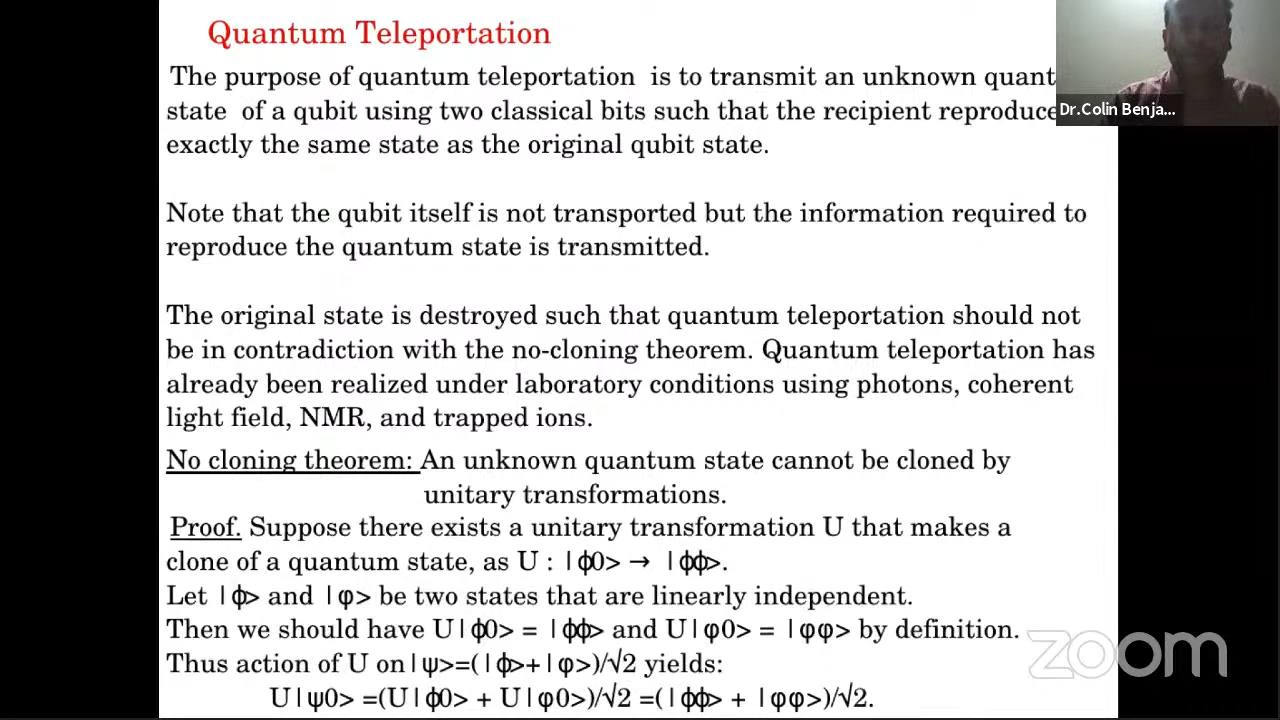 Quantum Teleportation
The purpose of quantum teleportation is to transmit an unknown quant
state of a qubit using two classical bits such that the recipient reproduce
exactly the same state as the original qubit state.
Note that the qubit itself is not transported but the information required to
reproduce the quantum state is transmitted.
The original state is destroyed such that quantum teleportation should not
be in contradiction with the no-cloning theorem. Quantum teleportation has
already been realized under laboratory conditions using photons, coherent
light field, NMR, and trapped ions.
No cloning theorem: An unknown quantum state cannot be cloned by
unitary transformations.
Proof. Suppose there exists a unitary transformation U that makes a
clone of a quantum state, as U : |ϕ0> → |ϕϕ>.
Let |ϕ> and |φ> be two states that are linearly independent.
Then we should have U|ϕ0> = |ϕϕ> and U|φ0> = |φφ> by definition.
Thus action of U on|ψ>=(|ϕ>+|φ>)/√2 yields:
U|ψ0> =(U|ϕ0> + U|φ0>)/√2 =(|ϕϕ> + |φφ>)/√2.
Dr.Colin Benja...
zoom